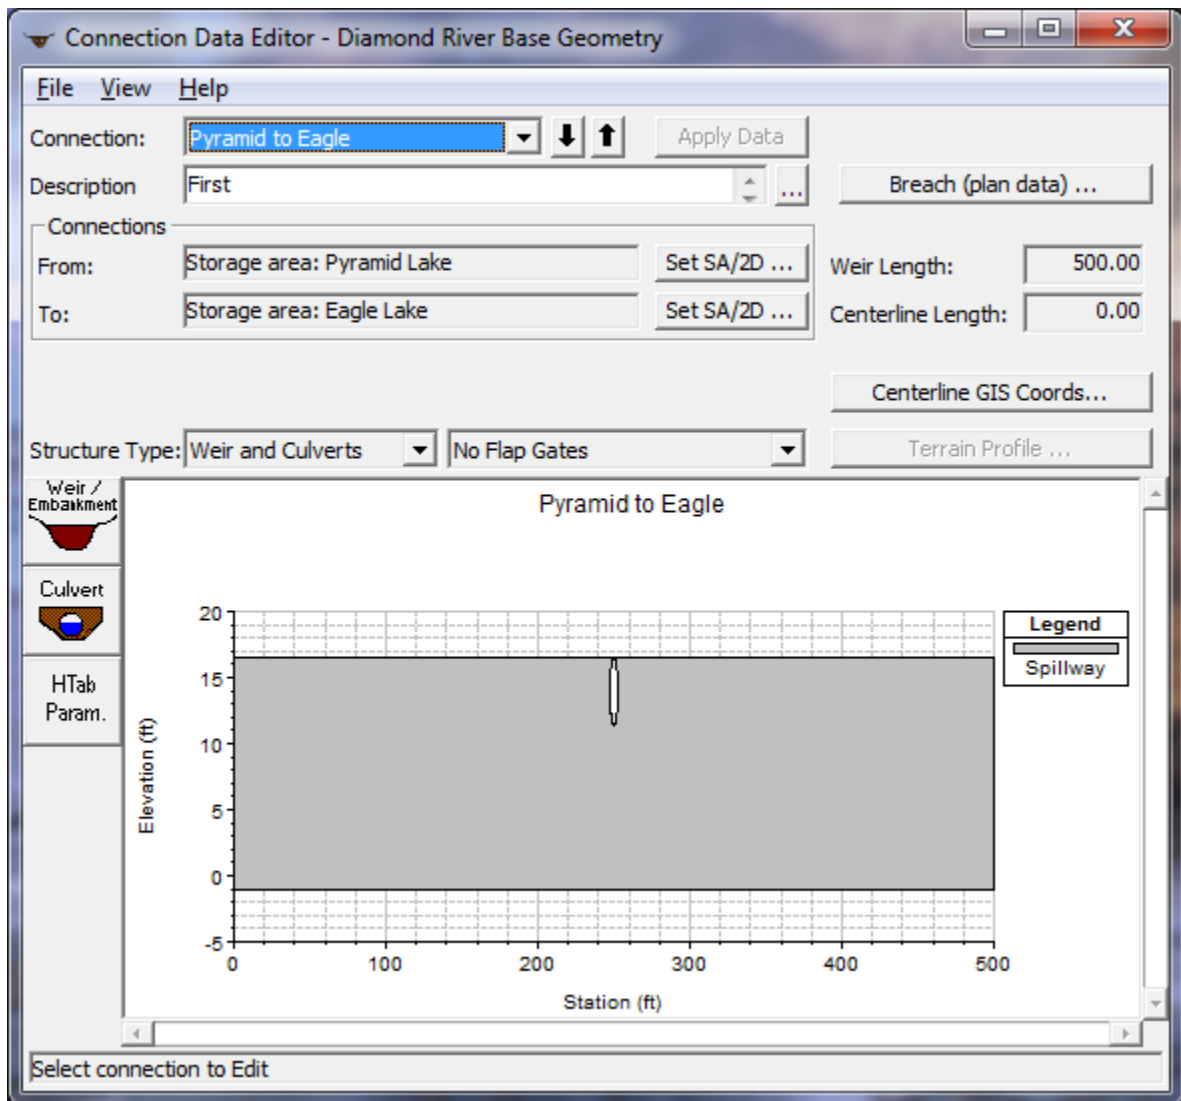 Connection Data Editor - Diamond River Base Geometry
File View Help
Connection: Pyramid to Eagle Apply Data
Description First ... Breach (plan data) ...
Connections
From: Storage area: Pyramid Lake Set SA/2D ... Weir Length: 500.00
To: Storage area: Eagle Lake Set SA/2D ... Centerline Length: 0.00
Centerline GIS Coords...
Structure Type: Weir and Culverts No Flap Gates Terrain Profile ...
Weir /
Embankment
Culvert
HTab
Param.
Pyramid to Eagle
20
15
10
5
0
-5
Elevation (ft)
0 100 200 300 400 500
Station (ft)
Legend
Spillway
Select connection to Edit